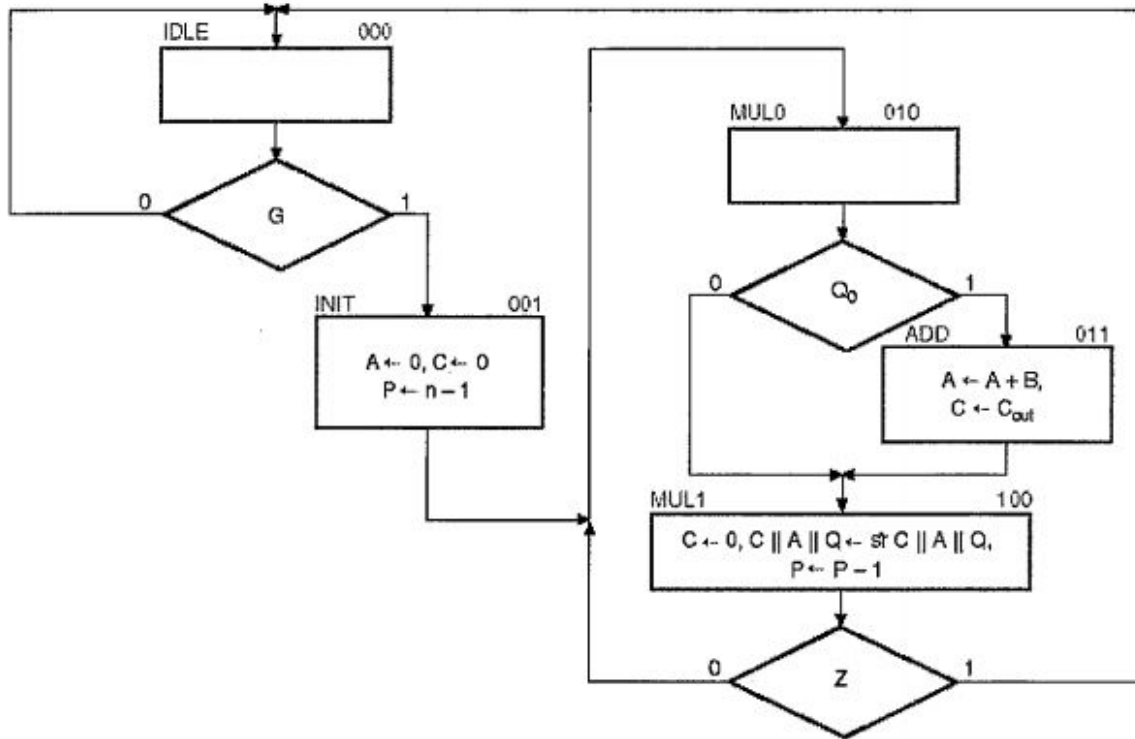 IDLE 000
G
0 1
INIT 001
A ← 0, C ← 0
P ← n – 1
MUL0 010
Q₀
0 1
ADD 011
A ← A + B,
C ← Cout
MUL1 100
C ← 0, C || A || Q ← sr C || A || Q,
P ← P – 1
Z
0 1